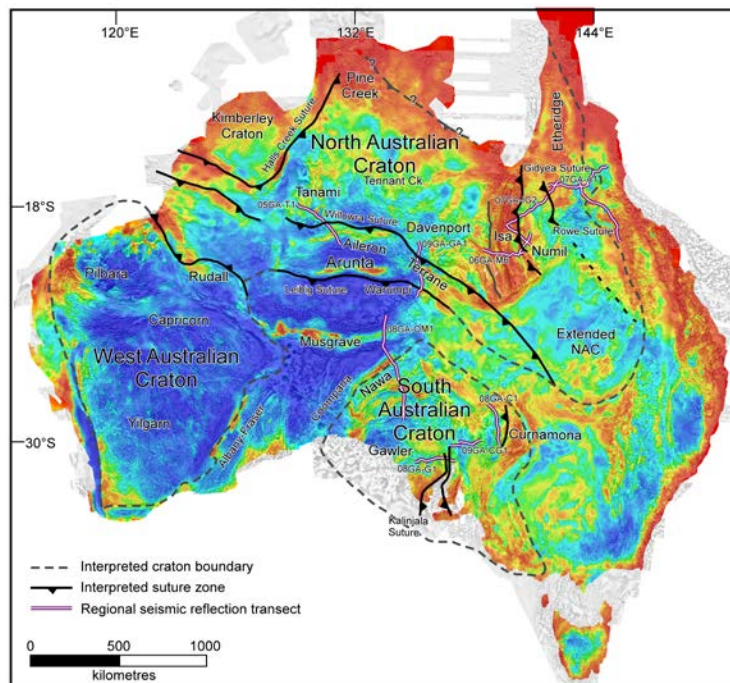 120°E
132°E
144°E
Pine
Creek
Kimberley
Craton
Halls Creek Suture
Etheridge
North Australian
Craton
Tennant Ck
Gidyea Suture
Tanami
05GA-T1
18°S
Willowra Suture
Davenport
Isa
Rowe Suture
Numil
Aileron
09GA-GA1
06GA-M6
Arunta
Terrane
Pilbara
Rudall
Leibig Suture
Warumpi
Capricorn
08GA-OM1
Extended
NAC
Musgrave
West Australian
Craton
Coompana
Nawa
South
Australian
Craton
08GA-C1
Yilgarn
Albany-Fraser
30°S
Curnamona
Gawler
09GA-CG1
08GA-G1
Kalinjala
Suture
Interpreted craton boundary
Interpreted suture zone
Regional seismic reflection transect
0
500
1000
kilometres